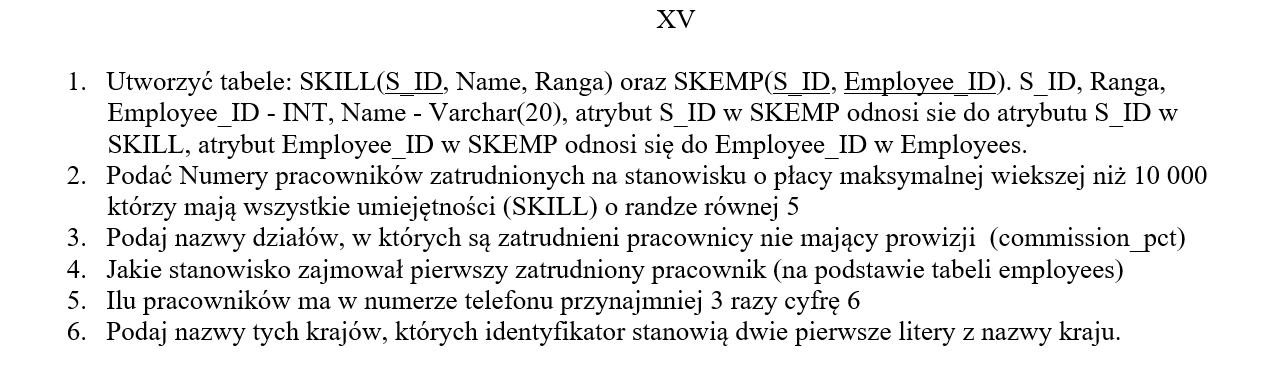 XV
1. Utworzyć tabele: SKILL(S_ID, Name, Ranga) oraz SKEMP(S_ID, Employee_ID). S_ID, Ranga,
Employee_ID - INT, Name - Varchar(20), atrybut S_ID w SKEMP odnosi sie do atrybutu S_ID w
SKILL, atrybut Employee_ID w SKEMP odnosi się do Employee_ID w Employees.
2. Podać Numery pracowników zatrudnionych na stanowisku o płacy maksymalnej wiekszej niż 10 000
którzy mają wszystkie umiejętności (SKILL) o randze równej 5
3. Podaj nazwy działów, w których są zatrudnieni pracownicy nie mający prowizji (commission_pct)
4. Jakie stanowisko zajmował pierwszy zatrudniony pracownik (na podstawie tabeli employees)
5. Ilu pracowników ma w numerze telefonu przynajmniej 3 razy cyfrę 6
6. Podaj nazwy tych krajów, których identyfikator stanowią dwie pierwsze litery z nazwy kraju.